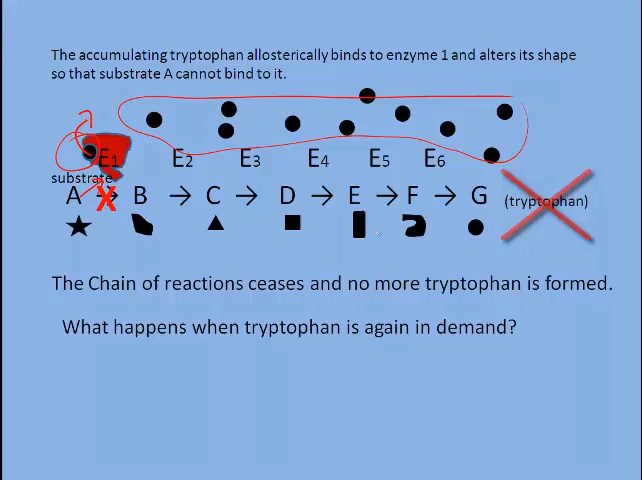 The accumulating tryptophan allosterically binds to enzyme 1 and alters its shape
so that substrate A cannot bind to it.
E1 E2 E3 E4 E5 E6
substrate
A → B → C → D → E → F → G (tryptophan)
The Chain of reactions ceases and no more tryptophan is formed.
What happens when tryptophan is again in demand?